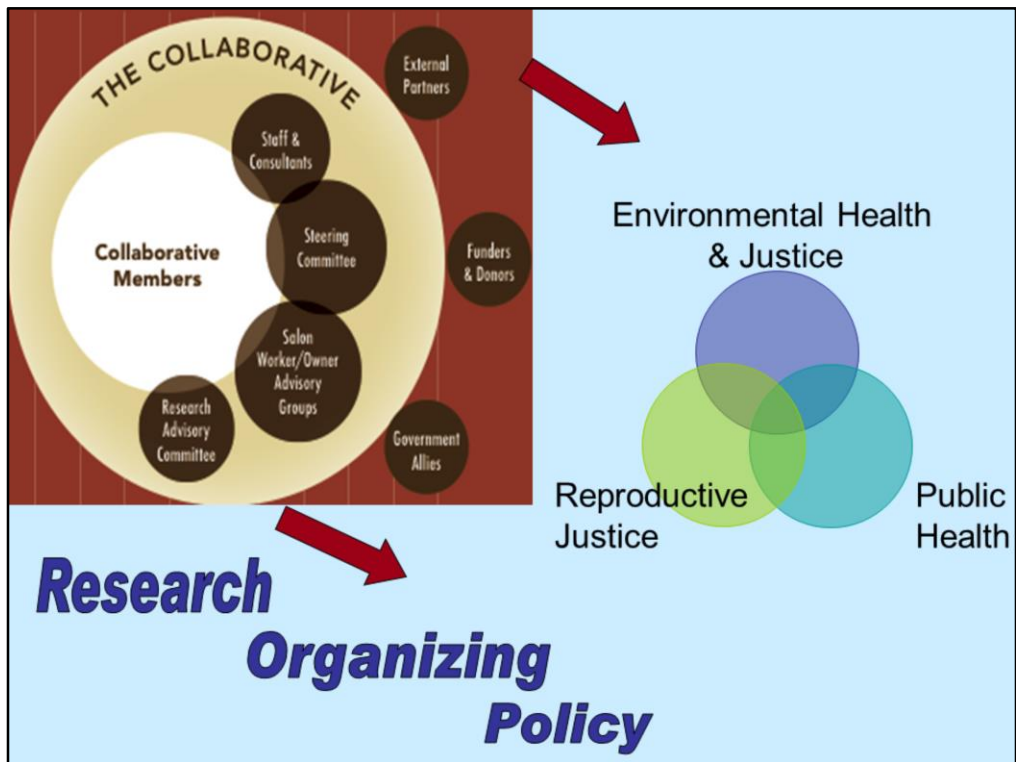 THE COLLABORATIVE
External
Partners
Staff &
Consultants
Steering
Committee
Collaborative
Members
Funders
& Donors
Salon
Worker/Owner
Advisory
Groups
Research
Advisory
Committee
Government
Allies
Environmental Health
& Justice
Reproductive
Justice
Public
Health
Research
Organizing
Policy